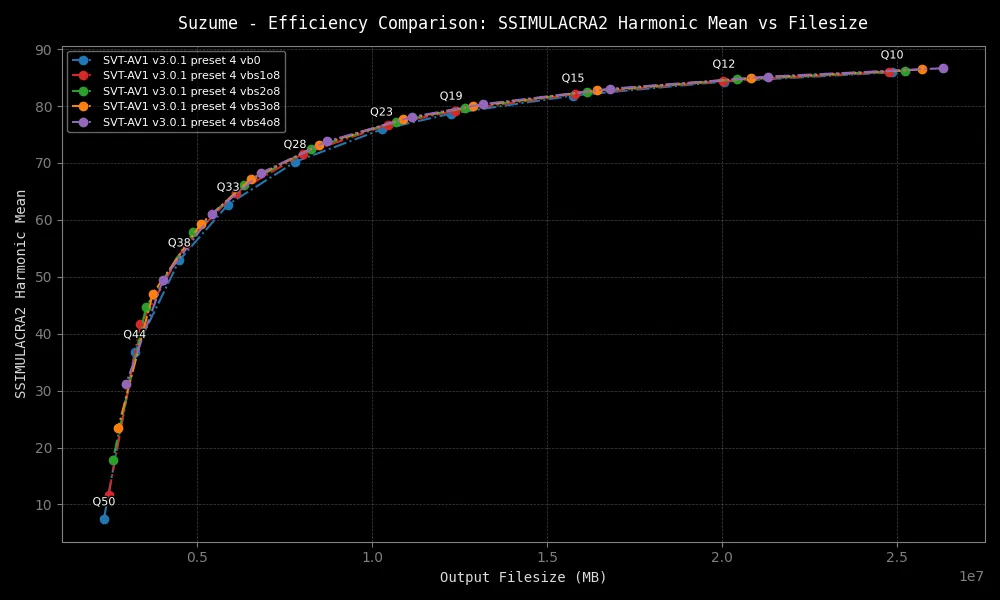 Suzume - Efficiency Comparison: SSIMULACRA2 Harmonic Mean vs Filesize
SVT-AV1 v3.0.1 preset 4 vb0
SVT-AV1 v3.0.1 preset 4 vbs1o8
SVT-AV1 v3.0.1 preset 4 vbs2o8
SVT-AV1 v3.0.1 preset 4 vbs3o8
SVT-AV1 v3.0.1 preset 4 vbs4o8
SSIMULACRA2 Harmonic Mean
90
80
70
60
50
40
30
20
10
Q10
Q12
Q15
Q19
Q23
Q28
Q33
Q38
Q44
Q50
0.5
1.0
1.5
2.0
2.5
1e7
Output Filesize (MB)